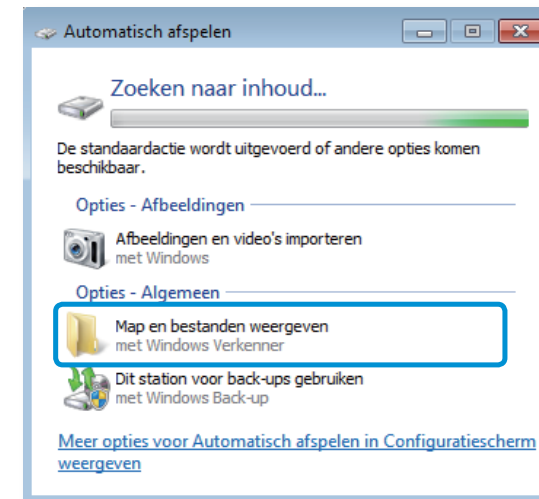 Automatisch afspelen
Zoeken naar inhoud...
De standaardactie wordt uitgevoerd of andere opties komen
beschikbaar.
Opties - Afbeeldingen
Afbeeldingen en video's importeren
met Windows
Opties - Algemeen
Map en bestanden weergeven
met Windows Verkenner
Dit station voor back-ups gebruiken
met Windows Back-up
Meer opties voor Automatisch afspelen in Configuratiescherm
weergeven